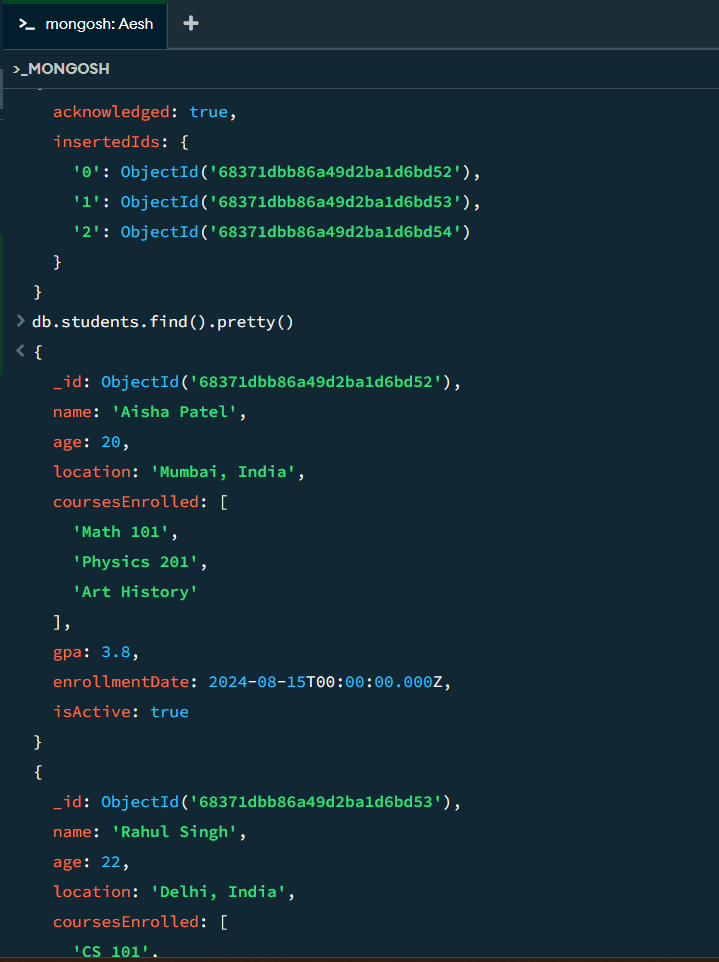 >_ mongosh: Aesh +
>_MONGOSH
acknowledged: true,
insertedIds: {
'0': ObjectId('68371dbb86a49d2ba1d6bd52'),
'1': ObjectId('68371dbb86a49d2ba1d6bd53'),
'2': ObjectId('68371dbb86a49d2ba1d6bd54')
}
}
> db.students.find().pretty()
< {
_id: ObjectId('68371dbb86a49d2ba1d6bd52'),
name: 'Aisha Patel',
age: 20,
location: 'Mumbai, India',
coursesEnrolled: [
'Math 101',
'Physics 201',
'Art History'
],
gpa: 3.8,
enrollmentDate: 2024-08-15T00:00:00.000Z,
isActive: true
}
{
_id: ObjectId('68371dbb86a49d2ba1d6bd53'),
name: 'Rahul Singh',
age: 22,
location: 'Delhi, India',
coursesEnrolled: [
'CS 101',